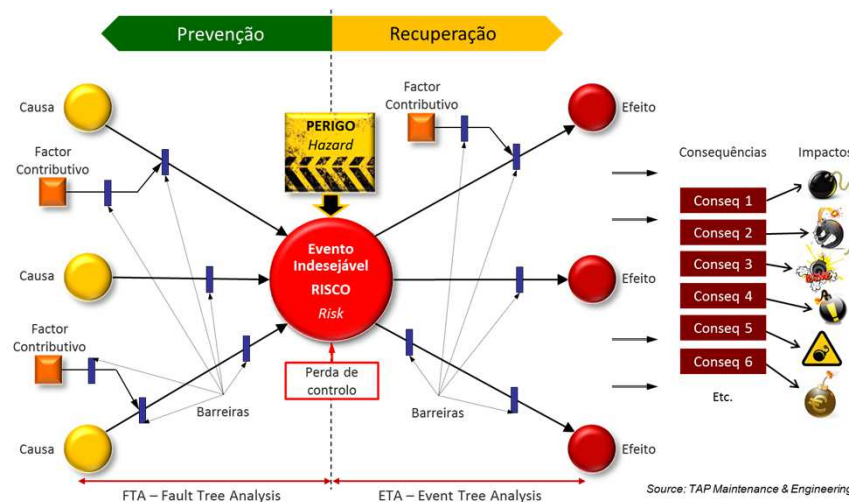 Prevenção
Recuperação
Causa
Factor
Contributivo
PERIGO
Hazard
Factor
Contributivo
Efeito
Factor
Contributivo
Consequências
Impactos
Conseq 1
Conseq 2
Conseq 3
Conseq 4
Conseq 5
Conseq 6
Etc.
Causa
Evento
Indesejável
RISCO
Risk
Efeito
Factor
Contributivo
Perda de
controlo
Barreiras
Barreiras
Causa
Efeito
FTA – Fault Tree Analysis
ETA – Event Tree Analysis
Source: TAP Maintenance & Engineering